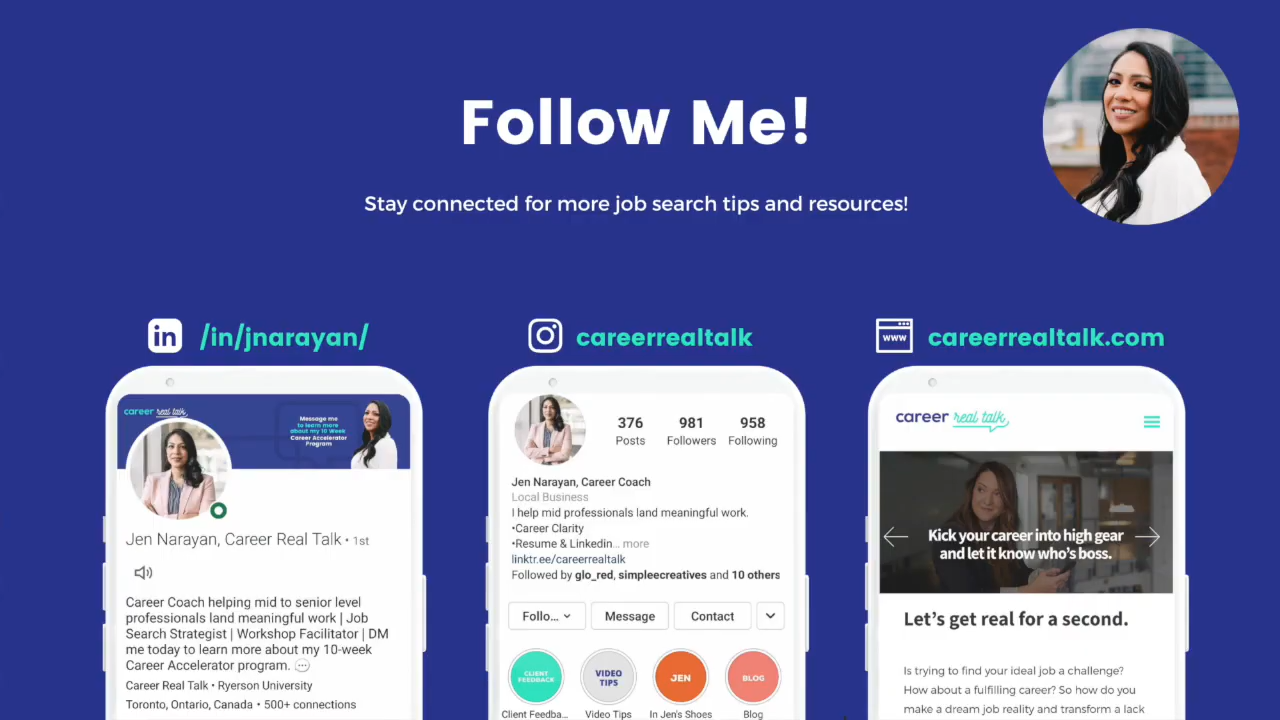 Follow Me!
Stay connected for more job search tips and resources!
in
/in/jnarayan/
careerrealtalk
www
careerrealtalk.com
career real talk
Message me
to learn more
about my 10 Week
Career Accelerator
Program
Jen Narayan, Career Real Talk • 1st
Career Coach helping mid to senior level
professionals land meaningful work | Job
Search Strategist | Workshop Facilitator | DM
me today to learn more about my 10-week
Career Accelerator program.
Career Real Talk • Ryerson University
Toronto, Ontario, Canada • 500+ connections
376
981
958
Posts
Followers
Following
Jen Narayan, Career Coach
Local Business
I help mid professionals land meaningful work.
•Career Clarity
•Resume & Linkedin... more
linktr.ee/careerrealtalk
Followed by glo_red, simpleecreatives and 10 others
Follo...
Message
Contact
CLIENT
FEEDBACK
VIDEO
TIPS
JEN
BLOG
Client Feedba...
Video Tips
In Jen's Shoes
Blog
career real talk
Kick your career into high gear
and let it know who's boss.
Let's get real for a second.
Is trying to find your ideal job a challenge?
How about a fulfilling career? So how do you
make a dream job reality and transform a lack